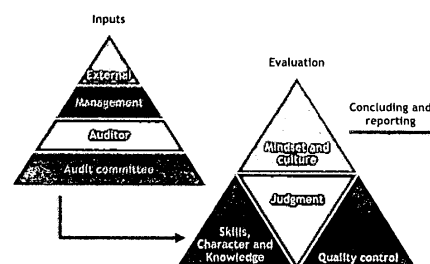 Inputs
External
Management
Auditor
Audit committee
Evaluation
Mindset and
culture
Judgment
Skills,
Character and
Knowledge
Quality control
Concluding and
reporting